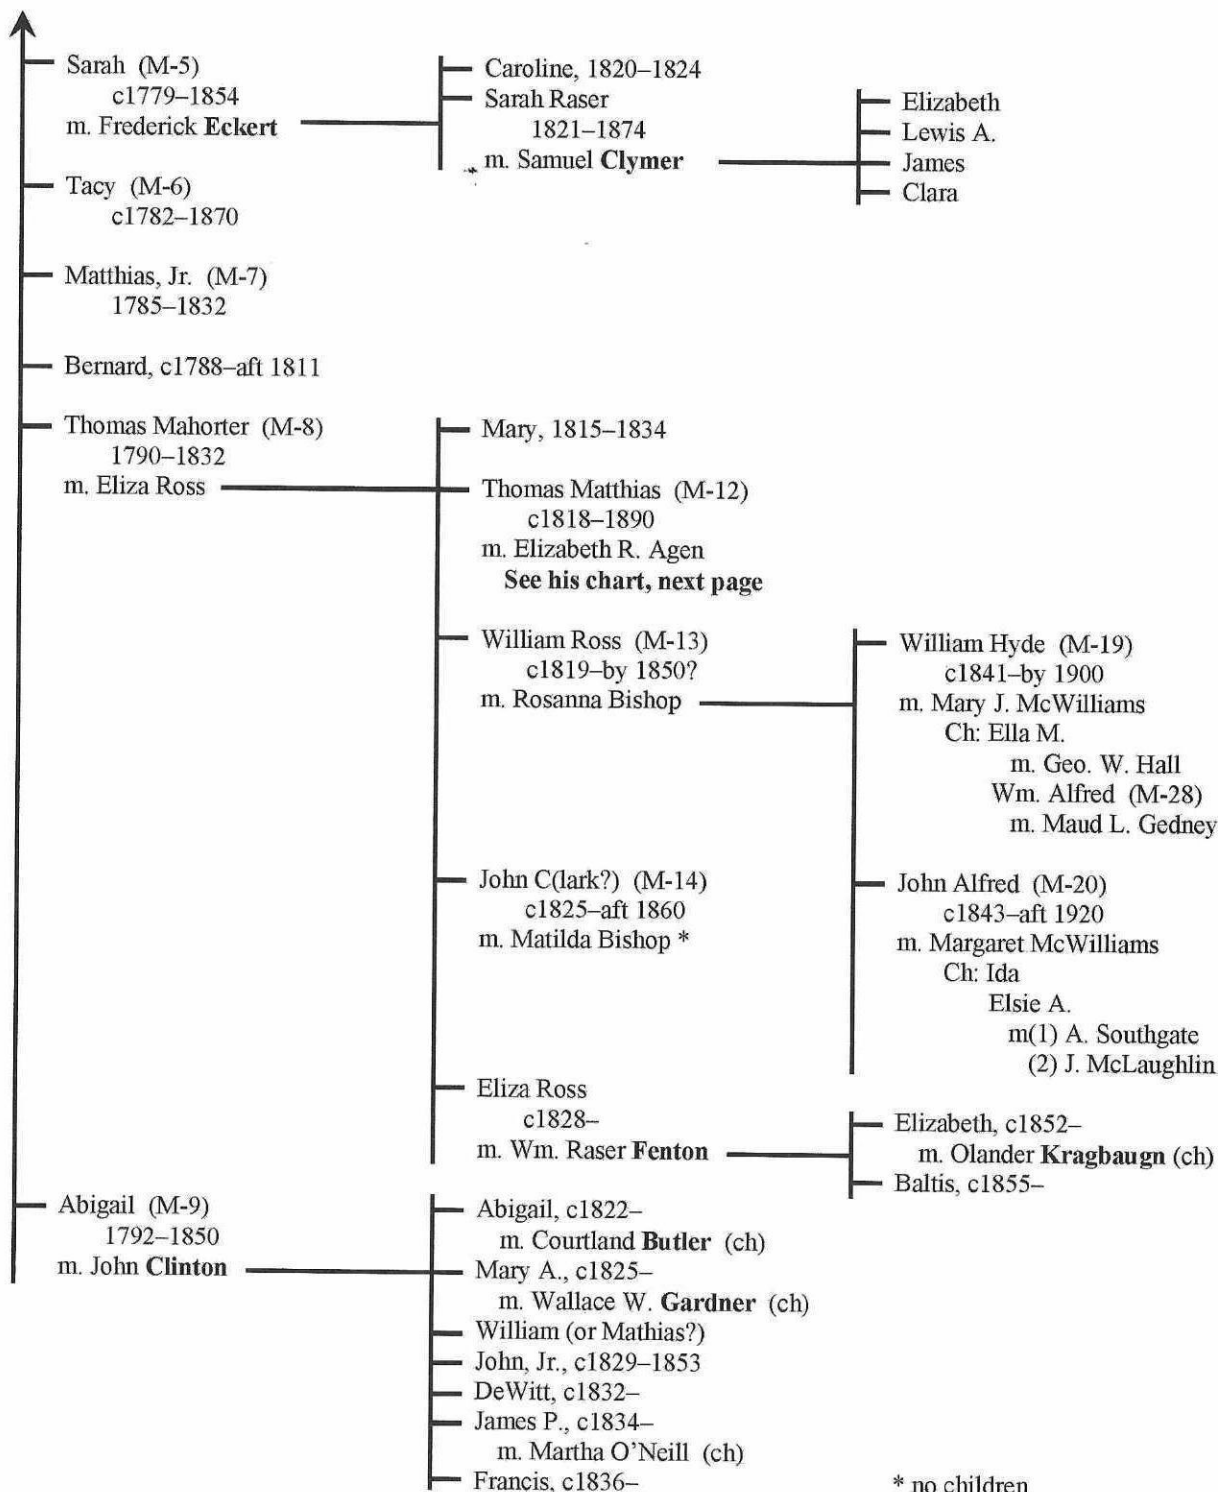 Sarah (M-5)
c1779–1854
m. Frederick Eckert
Caroline, 1820–1824
Sarah Raser
1821–1874
m. Samuel Clymer
Elizabeth
Lewis A.
James
Clara
Tacy (M-6)
c1782–1870
Matthias, Jr. (M-7)
1785–1832
Bernard, c1788–aft 1811
Thomas Mahorter (M-8)
1790–1832
m. Eliza Ross
Mary, 1815–1834
Thomas Matthias (M-12)
c1818–1890
m. Elizabeth R. Agen
See his chart, next page
William Ross (M-13)
c1819–by 1850?
m. Rosanna Bishop
William Hyde (M-19)
c1841–by 1900
m. Mary J. McWilliams
Ch: Ella M.
m. Geo. W. Hall
Wm. Alfred (M-28)
m. Maud L. Gedney
John C(lark?) (M-14)
c1825–aft 1860
m. Matilda Bishop *
John Alfred (M-20)
c1843–aft 1920
m. Margaret McWilliams
Ch: Ida
Elsie A.
m(1) A. Southgate
(2) J. McLaughlin
Eliza Ross
c1828–
m. Wm. Raser Fenton
Elizabeth, c1852–
m. Olander Kragbaugn (ch)
Baltis, c1855–
Abigail (M-9)
1792–1850
m. John Clinton
Abigail, c1822–
m. Courtland Butler (ch)
Mary A., c1825–
m. Wallace W. Gardner (ch)
William (or Mathias?)
John, Jr., c1829–1853
DeWitt, c1832–
James P., c1834–
m. Martha O'Neill (ch)
Francis, c1836–
* no children